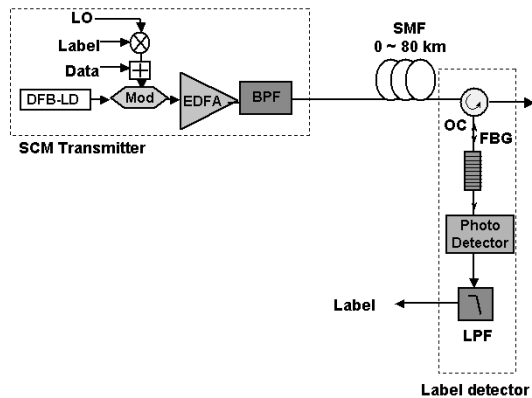 LO
Label
Data
DFB-LD
Mod
EDFA
BPF
SCM Transmitter
SMF
0 ~ 80 km
OC
FBG
Photo
Detector
Label
LPF
Label detector